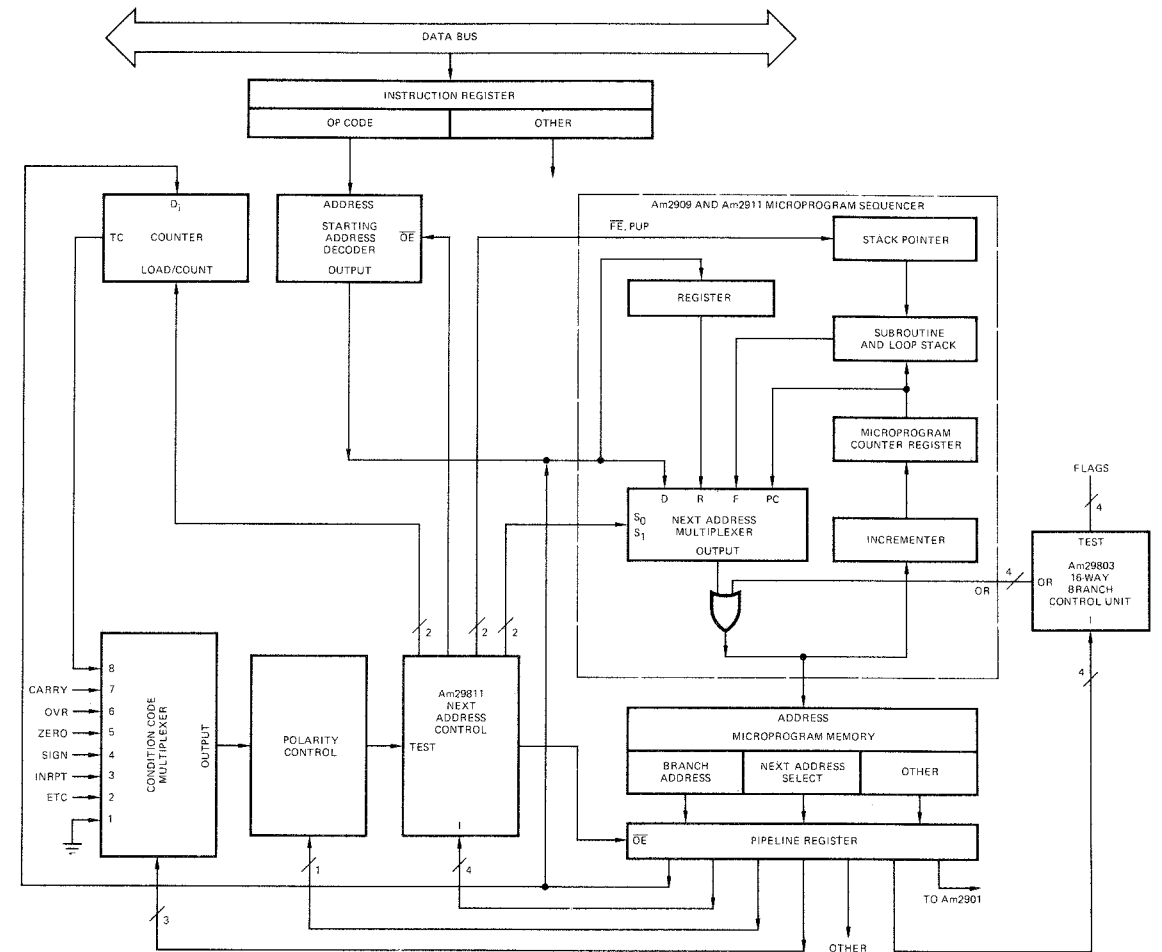 DATA BUS
INSTRUCTION REGISTER
OP CODE
OTHER
Di
TC
COUNTER
LOAD/COUNT
ADDRESS
STARTING
ADDRESS
DECODER
OE
OUTPUT
Am2909 AND Am2911 MICROPROGRAM SEQUENCER
FE, PUP
STACK POINTER
REGISTER
SUBROUTINE
AND LOOP STACK
MICROPROGRAM
COUNTER REGISTER
D R F PC
S0
S1
NEXT ADDRESS
MULTIPLEXER
OUTPUT
INCREMENTER
FLAGS
4
TEST
Am29803
16-WAY
BRANCH
CONTROL UNIT
OR
I
4
OR
4
2
2
2
8
7
6
5
4
3
2
1
CARRY
OVR
ZERO
SIGN
INRPT
ETC
CONDITION CODE
MULTIPLEXER
OUTPUT
POLARITY
CONTROL
Am29811
NEXT
ADDRESS
CONTROL
TEST
I
ADDRESS
MICROPROGRAM MEMORY
BRANCH
ADDRESS
NEXT ADDRESS
SELECT
OTHER
OE
PIPELINE REGISTER
1
4
3
TO Am2901
OTHER